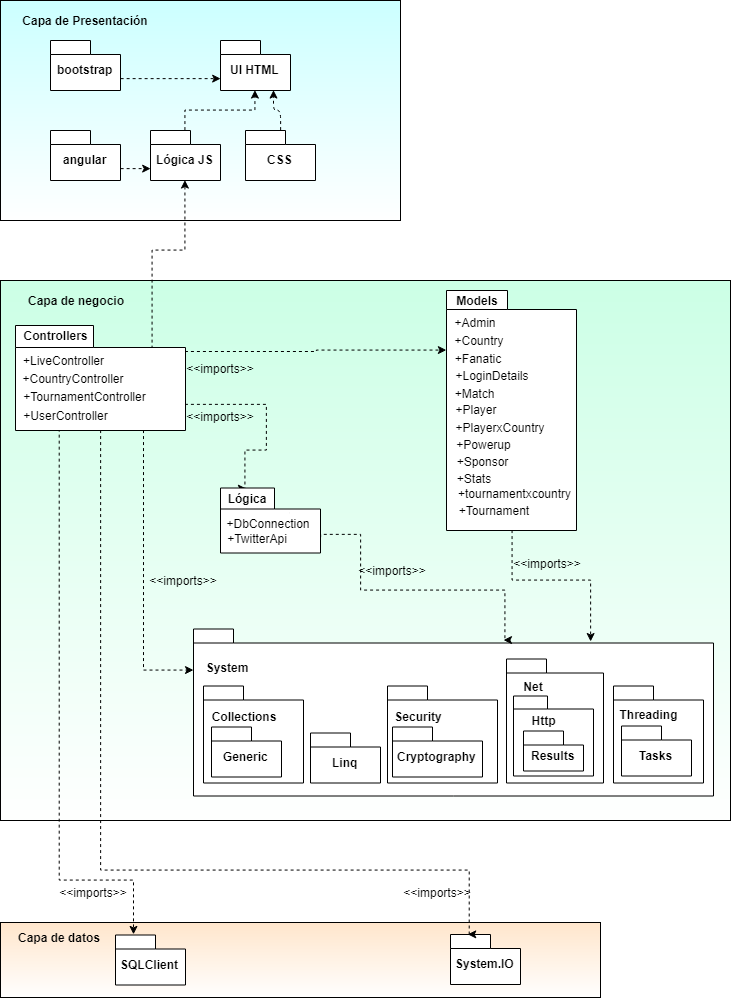 Capa de Presentación
bootstrap
UI HTML
angular
Lógica JS
CSS
Capa de negocio
Controllers
+LiveController
+CountryController
+TournamentController
+UserController
<<imports>>
<<imports>>
Models
+Admin
+Country
+Fanatic
+LoginDetails
+Match
+Player
+PlayerxCountry
+Powerup
+Sponsor
+Stats
+tournamentxcountry
+Tournament
Lógica
+DbConnection
+TwitterApi
<<imports>>
<<imports>>
<<imports>>
System
Collections
Generic
Linq
Security
Cryptography
Net
Http
Results
Threading
Tasks
<<imports>>
<<imports>>
Capa de datos
SQLClient
System.IO